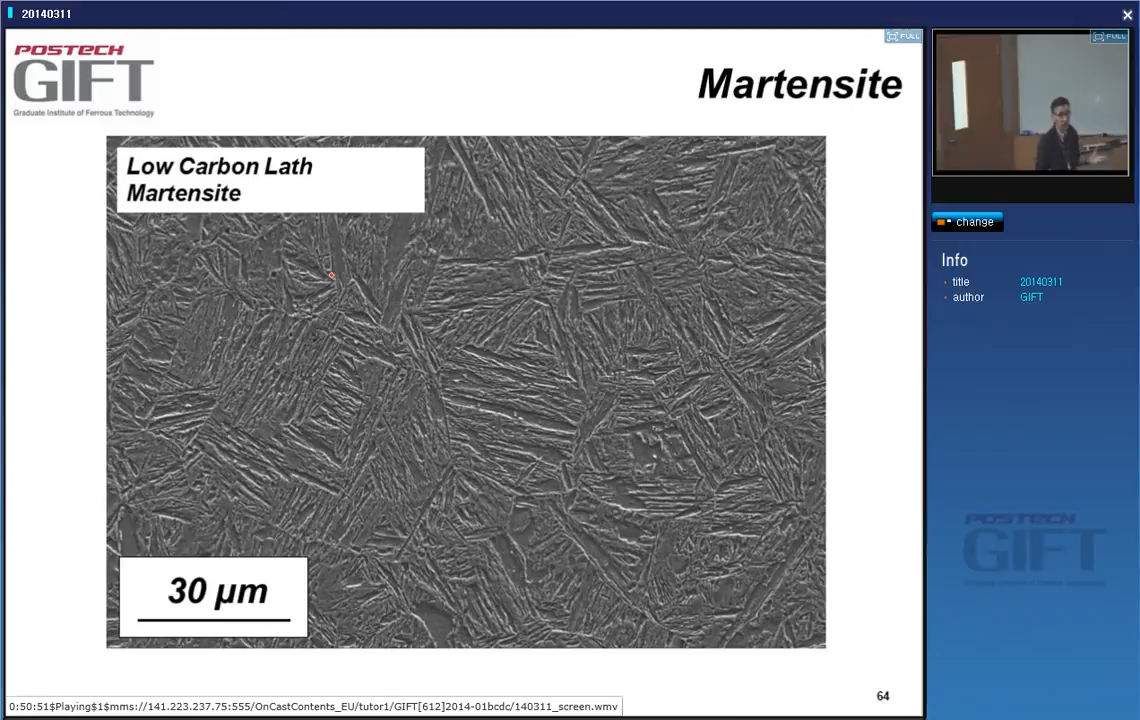 20140311
POSTECH
GIFT
Graduate Institute of Ferrous Technology
FULL
Martensite
Low Carbon Lath
Martensite
30 µm
64
0:50:51$Playing$1$mms://141.223.237.75:555/OnCastContents_EU/tutor1/GIFT[612]2014-01bcdc/140311_screen.wmv
FULL
change
Info
title 20140311
author GIFT
POSTECH
GIFT